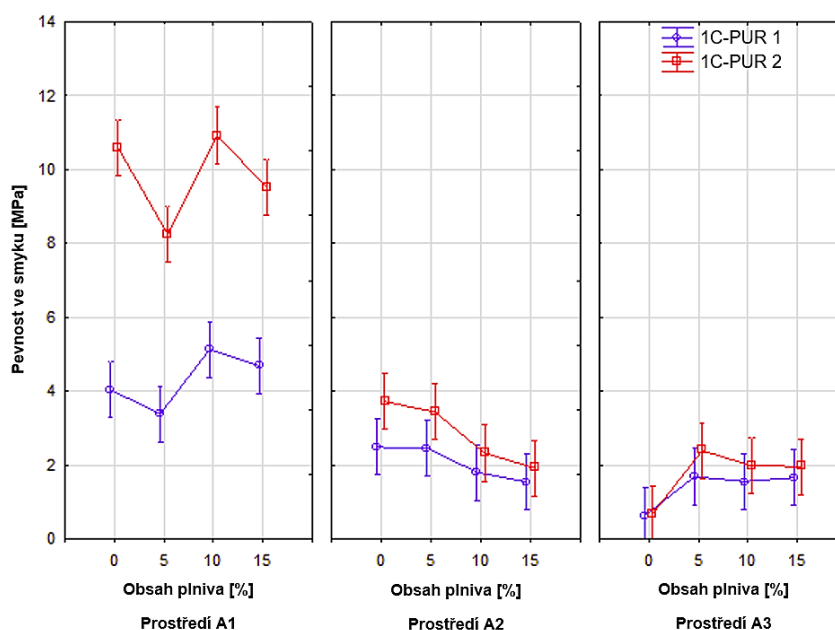 1C-PUR 1
1C-PUR 2
Pevnost ve smyku [MPa]
14
12
10
8
6
4
2
0
0 5 10 15
0 5 10 15
0 5 10 15
Obsah plniva [%]
Obsah plniva [%]
Obsah plniva [%]
Prostředí A1
Prostředí A2
Prostředí A3